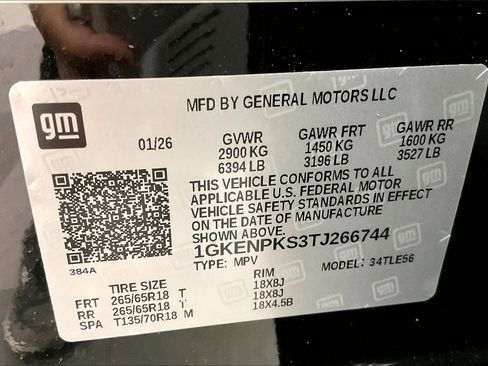 gm
MFD BY GENERAL MOTORS LLC
01/26 GVWR GAWR FRT GAWR RR
2900 KG 1450 KG 1600 KG
6394 LB 3196 LB 3527 LB
THIS VEHICLE CONFORMS TO ALL
APPLICABLE U.S. FEDERAL MOTOR
VEHICLE SAFETY STANDARDS IN EFFECT
ON THE DATE OF MANUFACTURE
SHOWN ABOVE.
1GKENPKS3TJ266744
384A
TYPE: MPV MODEL: 34TLE56
TIRE SIZE RIM
FRT 265/65R18 T 18X8J
RR 265/65R18 T 18X8J
SPA T135/70R18 M 18X4.5B